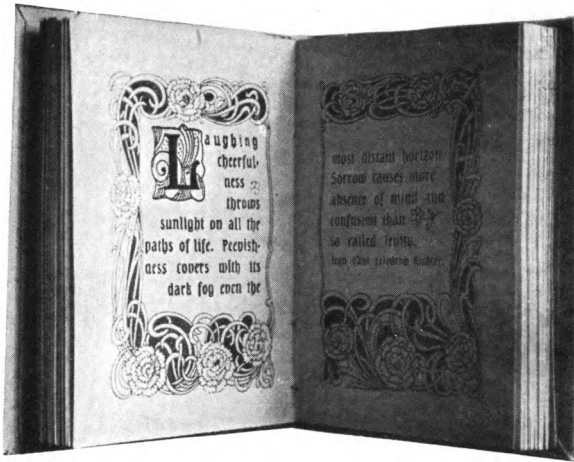 Laughing
cheerful-
ness
throws
sunlight on all the
paths of life. Peevish-
ness covers with its
dark fog even the
most distant horizon.
Sorrow causes more
absence of mind and
confusion than
so called levity.
Jean Paul Friedrich Richter.